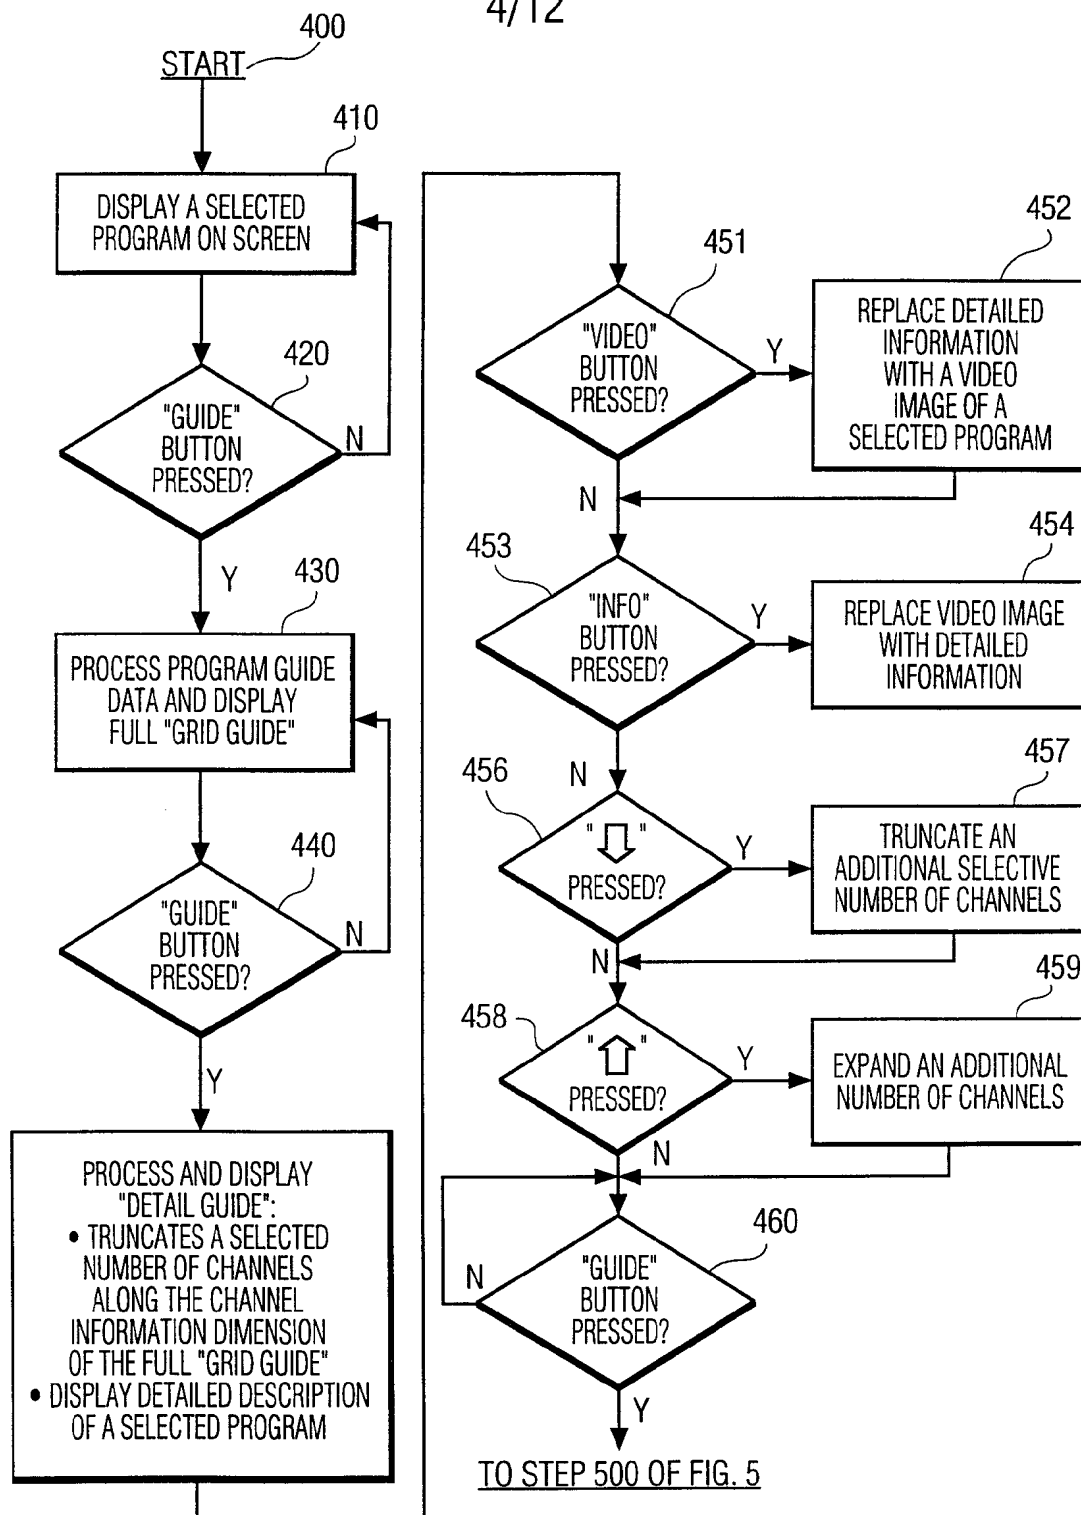 4/12
400
START
410
DISPLAY A SELECTED
PROGRAM ON SCREEN
420
"GUIDE"
BUTTON
PRESSED?
N
Y
430
PROCESS PROGRAM GUIDE
DATA AND DISPLAY
FULL "GRID GUIDE"
440
"GUIDE"
BUTTON
PRESSED?
N
Y
PROCESS AND DISPLAY
"DETAIL GUIDE":
• TRUNCATES A SELECTED
NUMBER OF CHANNELS
ALONG THE CHANNEL
INFORMATION DIMENSION
OF THE FULL "GRID GUIDE"
• DISPLAY DETAILED DESCRIPTION
OF A SELECTED PROGRAM
451
"VIDEO"
BUTTON
PRESSED?
Y
N
452
REPLACE DETAILED
INFORMATION
WITH A VIDEO
IMAGE OF A
SELECTED PROGRAM
453
"INFO"
BUTTON
PRESSED?
Y
N
454
REPLACE VIDEO IMAGE
WITH DETAILED
INFORMATION
456
"⇩"
PRESSED?
Y
N
457
TRUNCATE AN
ADDITIONAL SELECTIVE
NUMBER OF CHANNELS
458
"⇧"
PRESSED?
Y
N
459
EXPAND AN ADDITIONAL
NUMBER OF CHANNELS
460
"GUIDE"
BUTTON
PRESSED?
N
Y
TO STEP 500 OF FIG. 5